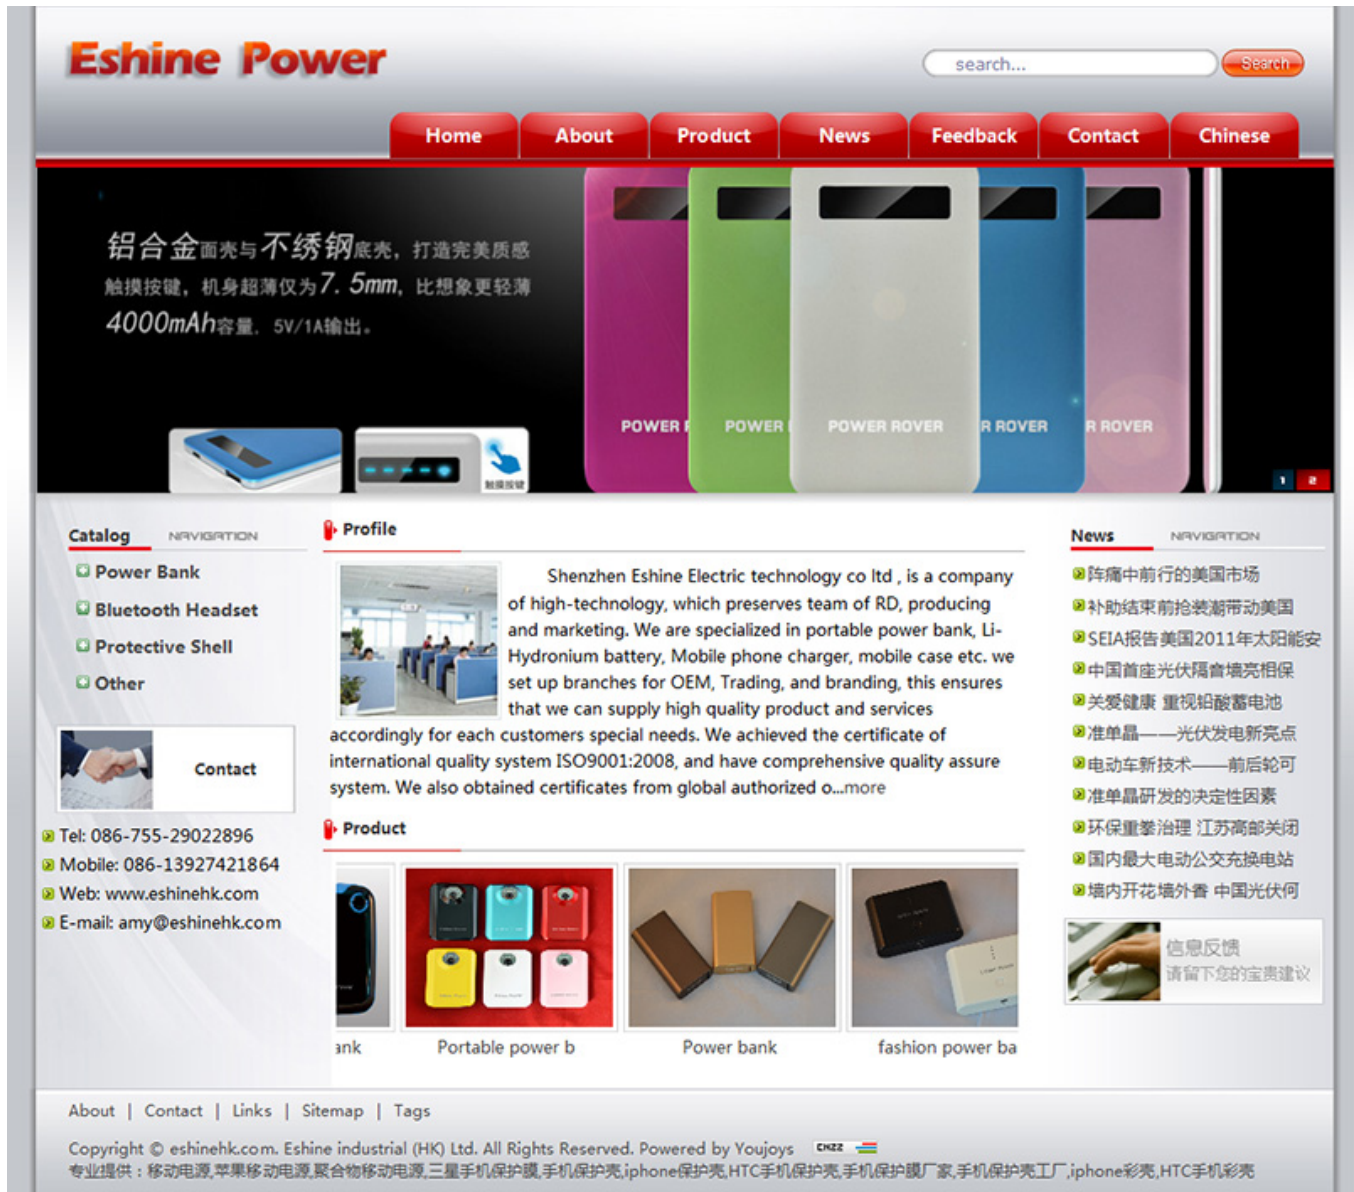 Eshine Power
search...
Search
Home
About
Product
News
Feedback
Contact
Chinese
铝合金面壳与不绣钢底壳，打造完美质感
触摸按键，机身超薄仅为7.5mm，比想象更轻薄
4000mAh容量，5V/1A输出。
触摸按键
POWER
POWER
POWER ROVER
R ROVER
R ROVER
1 2
Catalog NAVIGATION
Power Bank
Bluetooth Headset
Protective Shell
Other
Contact
Tel: 086-755-29022896
Mobile: 086-13927421864
Web: www.eshinehk.com
E-mail: amy@eshinehk.com
Profile
Shenzhen Eshine Electric technology co ltd , is a company
of high-technology, which preserves team of RD, producing
and marketing. We are specialized in portable power bank, Li-
Hydronium battery, Mobile phone charger, mobile case etc. we
set up branches for OEM, Trading, and branding, this ensures
that we can supply high quality product and services
accordingly for each customers special needs. We achieved the certificate of
international quality system ISO9001:2008, and have comprehensive quality assure
system. We also obtained certificates from global authorized o...more
Product
ank
Portable power b
Power bank
fashion power ba
News NAVIGATION
阵痛中前行的美国市场
补助结束前抢装潮带动美国
SEIA报告美国2011年太阳能安
中国首座光伏隔音墙亮相保
关爱健康 重视铅酸蓄电池
准单晶——光伏发电新亮点
电动车新技术——前后轮可
准单晶研发的决定性因素
环保重拳治理 江苏高邮关闭
国内最大电动公交充换电站
墙内开花墙外香 中国光伏何
信息反馈
请留下您的宝贵建议
About | Contact | Links | Sitemap | Tags
Copyright © eshinehk.com. Eshine industrial (HK) Ltd. All Rights Reserved. Powered by Youjoys CNZZ
专业提供：移动电源,苹果移动电源,聚合物移动电源,三星手机保护膜,手机保护壳,iphone保护壳,HTC手机保护壳,手机保护膜厂家,手机保护壳工厂,iphone彩壳,HTC手机彩壳